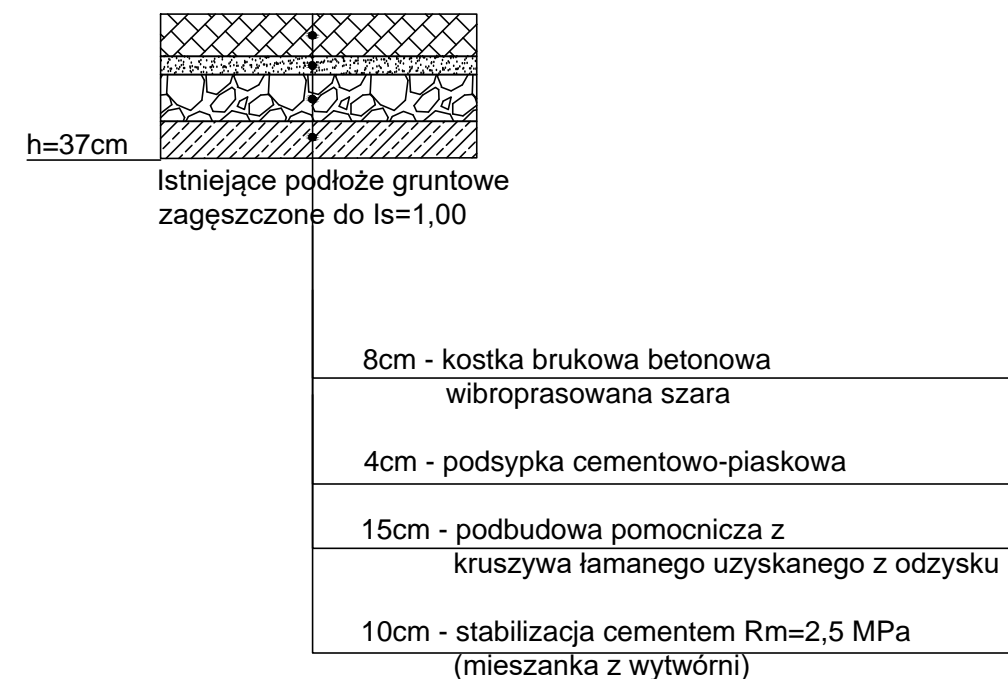 h=37cm
Istniejące podłoże gruntowe
zagęszczone do Is=1,00
8cm - kostka brukowa betonowa
wibroprasowana szara
4cm - podsypka cementowo-piaskowa
15cm - podbudowa pomocnicza z
kruszywa łamanego uzyskanego z odzysku
10cm - stabilizacja cementem Rm=2,5 MPa
(mieszanka z wytwórni)